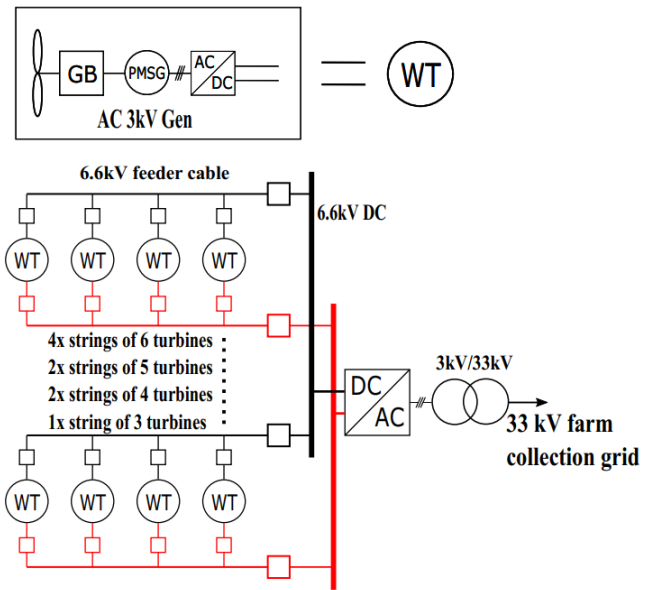 GB
PMSG
AC
DC
WT
AC 3kV Gen
6.6kV feeder cable
6.6kV DC
WT WT WT WT
4x strings of 6 turbines
2x strings of 5 turbines
2x strings of 4 turbines
1x string of 3 turbines
3kV/33kV
DC
AC
33 kV farm
collection grid
WT WT WT WT